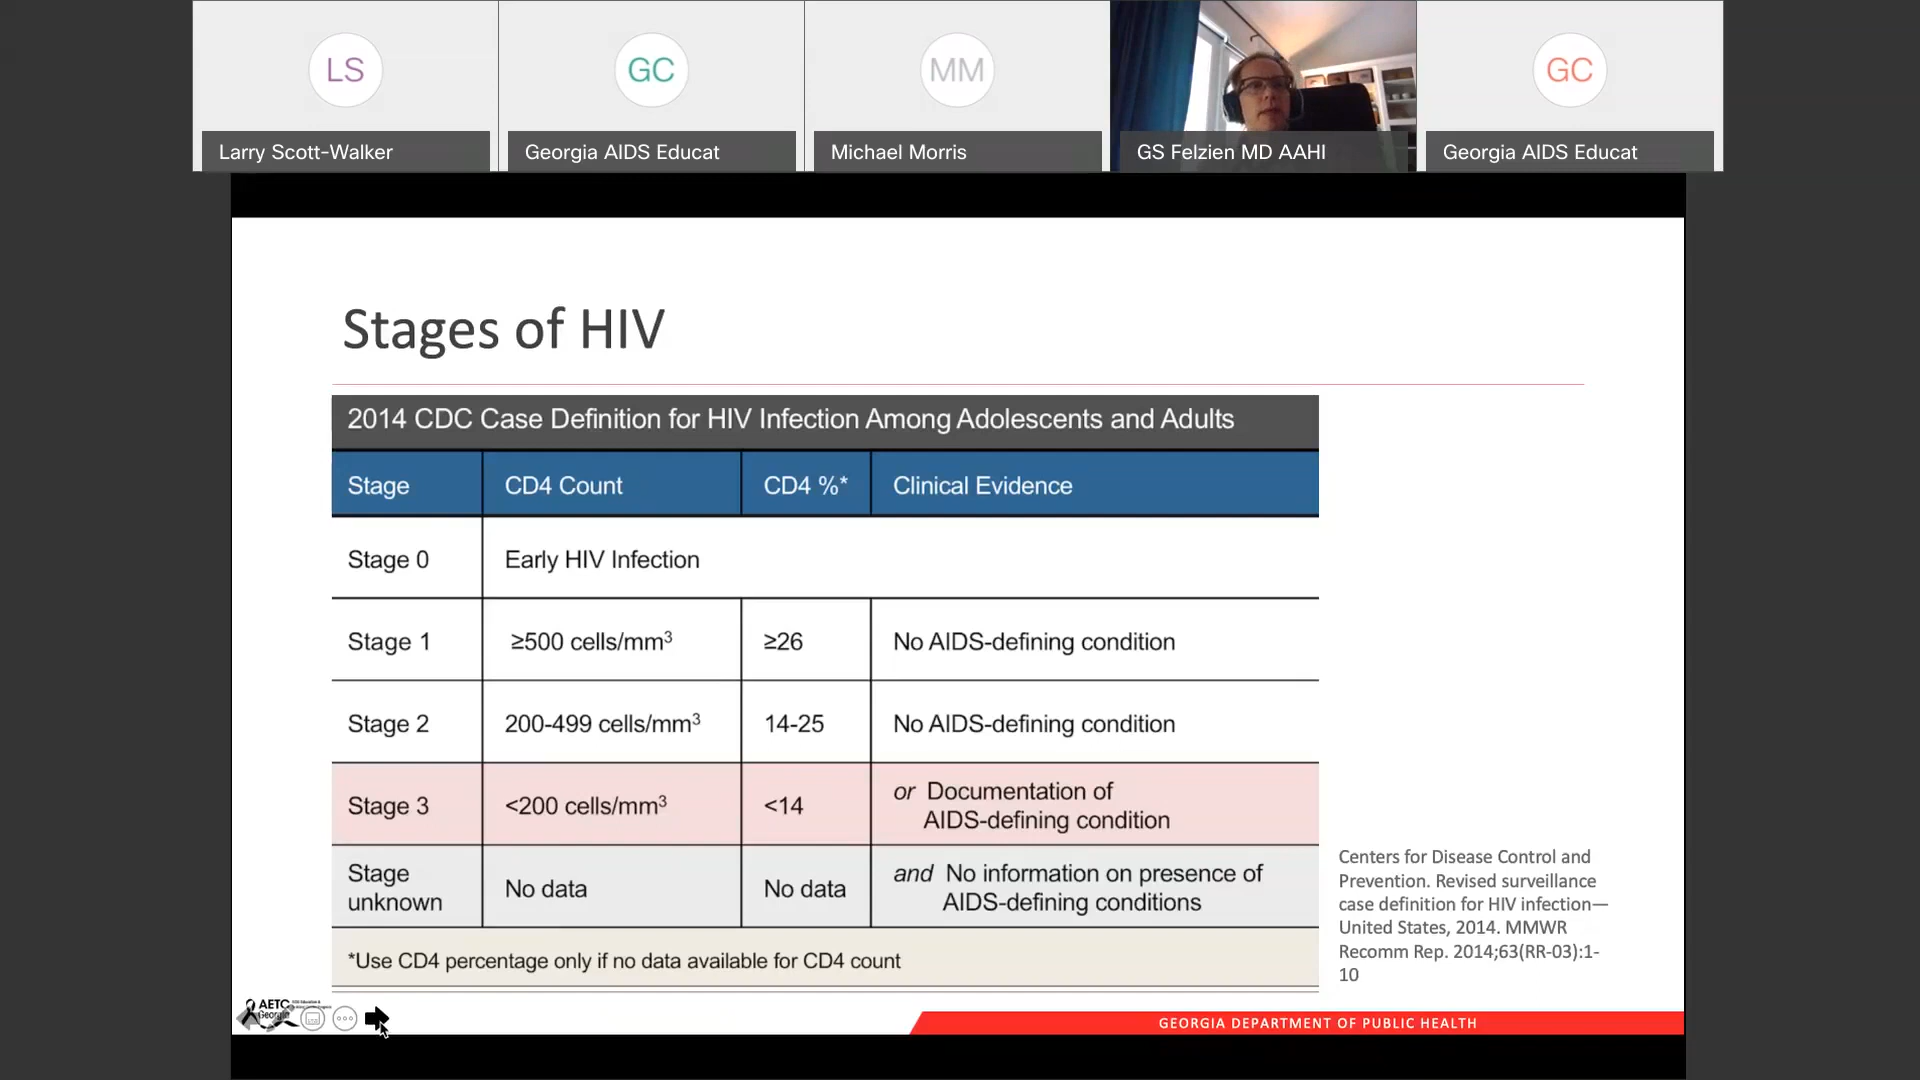 LS
GC
MM
GC
Larry Scott-Walker
Georgia AIDS Educat
Michael Morris
GS Felzien MD AAHI
Georgia AIDS Educat
Stages of HIV
2014 CDC Case Definition for HIV Infection Among Adolescents and Adults
Stage CD4 Count CD4 %* Clinical Evidence
Stage 0 Early HIV Infection
Stage 1 ≥500 cells/mm³ ≥26 No AIDS-defining condition
Stage 2 200-499 cells/mm³ 14-25 No AIDS-defining condition
Stage 3 <200 cells/mm³ <14 or Documentation of
AIDS-defining condition
Stage
unknown No data No data and No information on presence of
AIDS-defining conditions
*Use CD4 percentage only if no data available for CD4 count
Centers for Disease Control and
Prevention. Revised surveillance
case definition for HIV infection—
United States, 2014. MMWR
Recomm Rep. 2014;63(RR-03):1-
10
AETC
Georgia
GEORGIA DEPARTMENT OF PUBLIC HEALTH